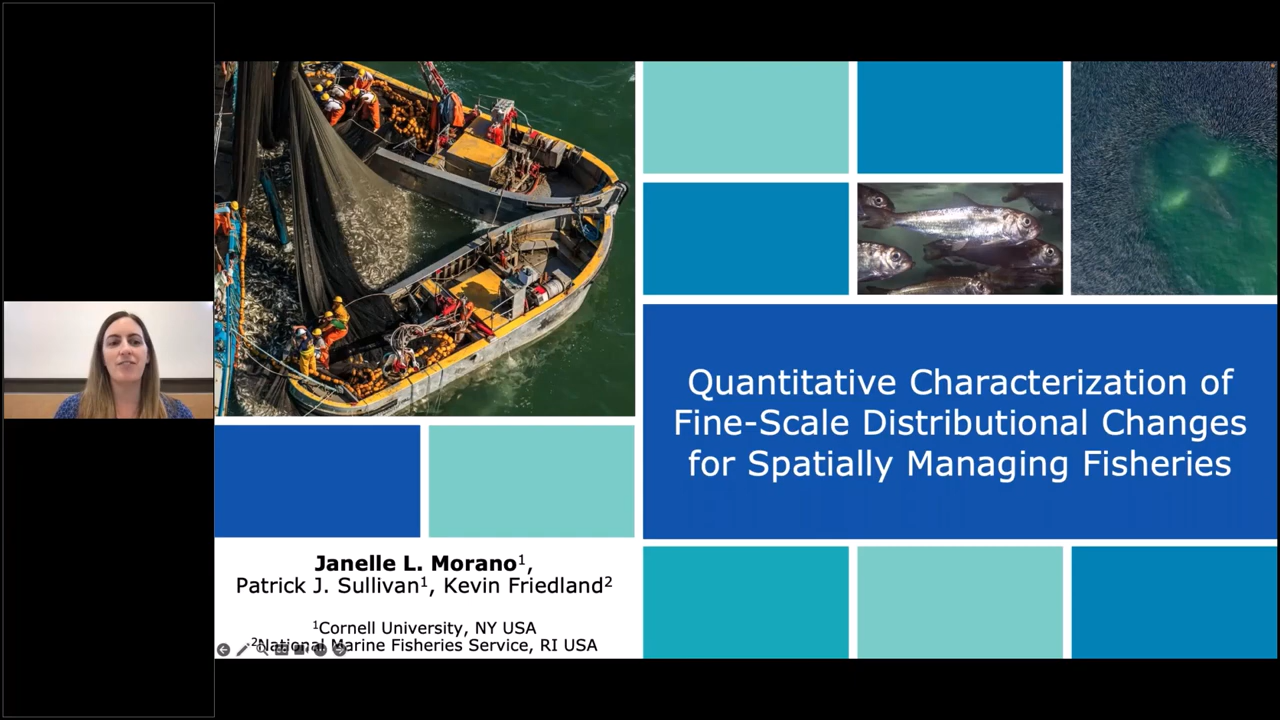 Quantitative Characterization of
Fine-Scale Distributional Changes
for Spatially Managing Fisheries
Janelle L. Morano¹,
Patrick J. Sullivan¹, Kevin Friedland²
¹Cornell University, NY USA
²National Marine Fisheries Service, RI USA